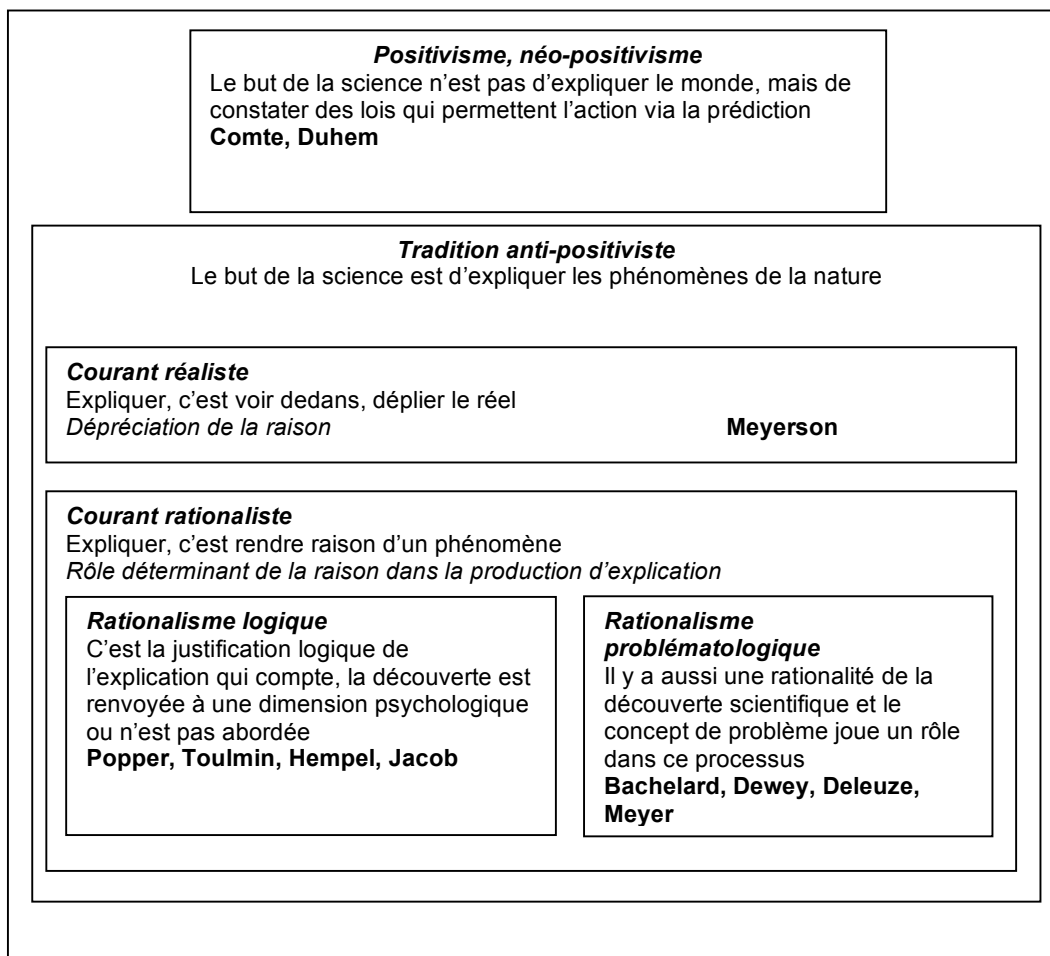 Positivisme, néo-positivisme
Le but de la science n’est pas d’expliquer le monde, mais de
constater des lois qui permettent l’action via la prédiction
Comte, Duhem
Tradition anti-positiviste
Le but de la science est d’expliquer les phénomènes de la nature
Courant réaliste
Expliquer, c’est voir dedans, déplier le réel
Dépréciation de la raison Meyerson
Courant rationaliste
Expliquer, c’est rendre raison d’un phénomène
Rôle déterminant de la raison dans la production d’explication
Rationalisme logique
C’est la justification logique de
l’explication qui compte, la découverte est
renvoyée à une dimension psychologique
ou n’est pas abordée
Popper, Toulmin, Hempel, Jacob
Rationalisme
problématologique
Il y a aussi une rationalité de la
découverte scientifique et le
concept de problème joue un rôle
dans ce processus
Bachelard, Dewey, Deleuze,
Meyer